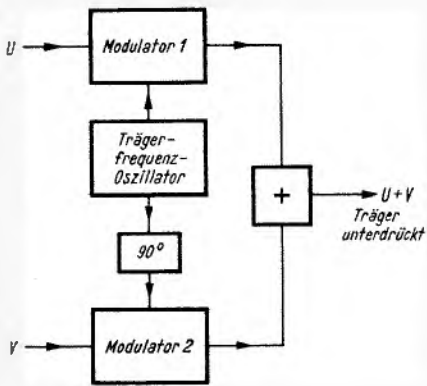 U
Modulator 1
Träger-
frequenz-
Oszillator
+
U+V
Träger
unterdrückt
90°
V
Modulator 2